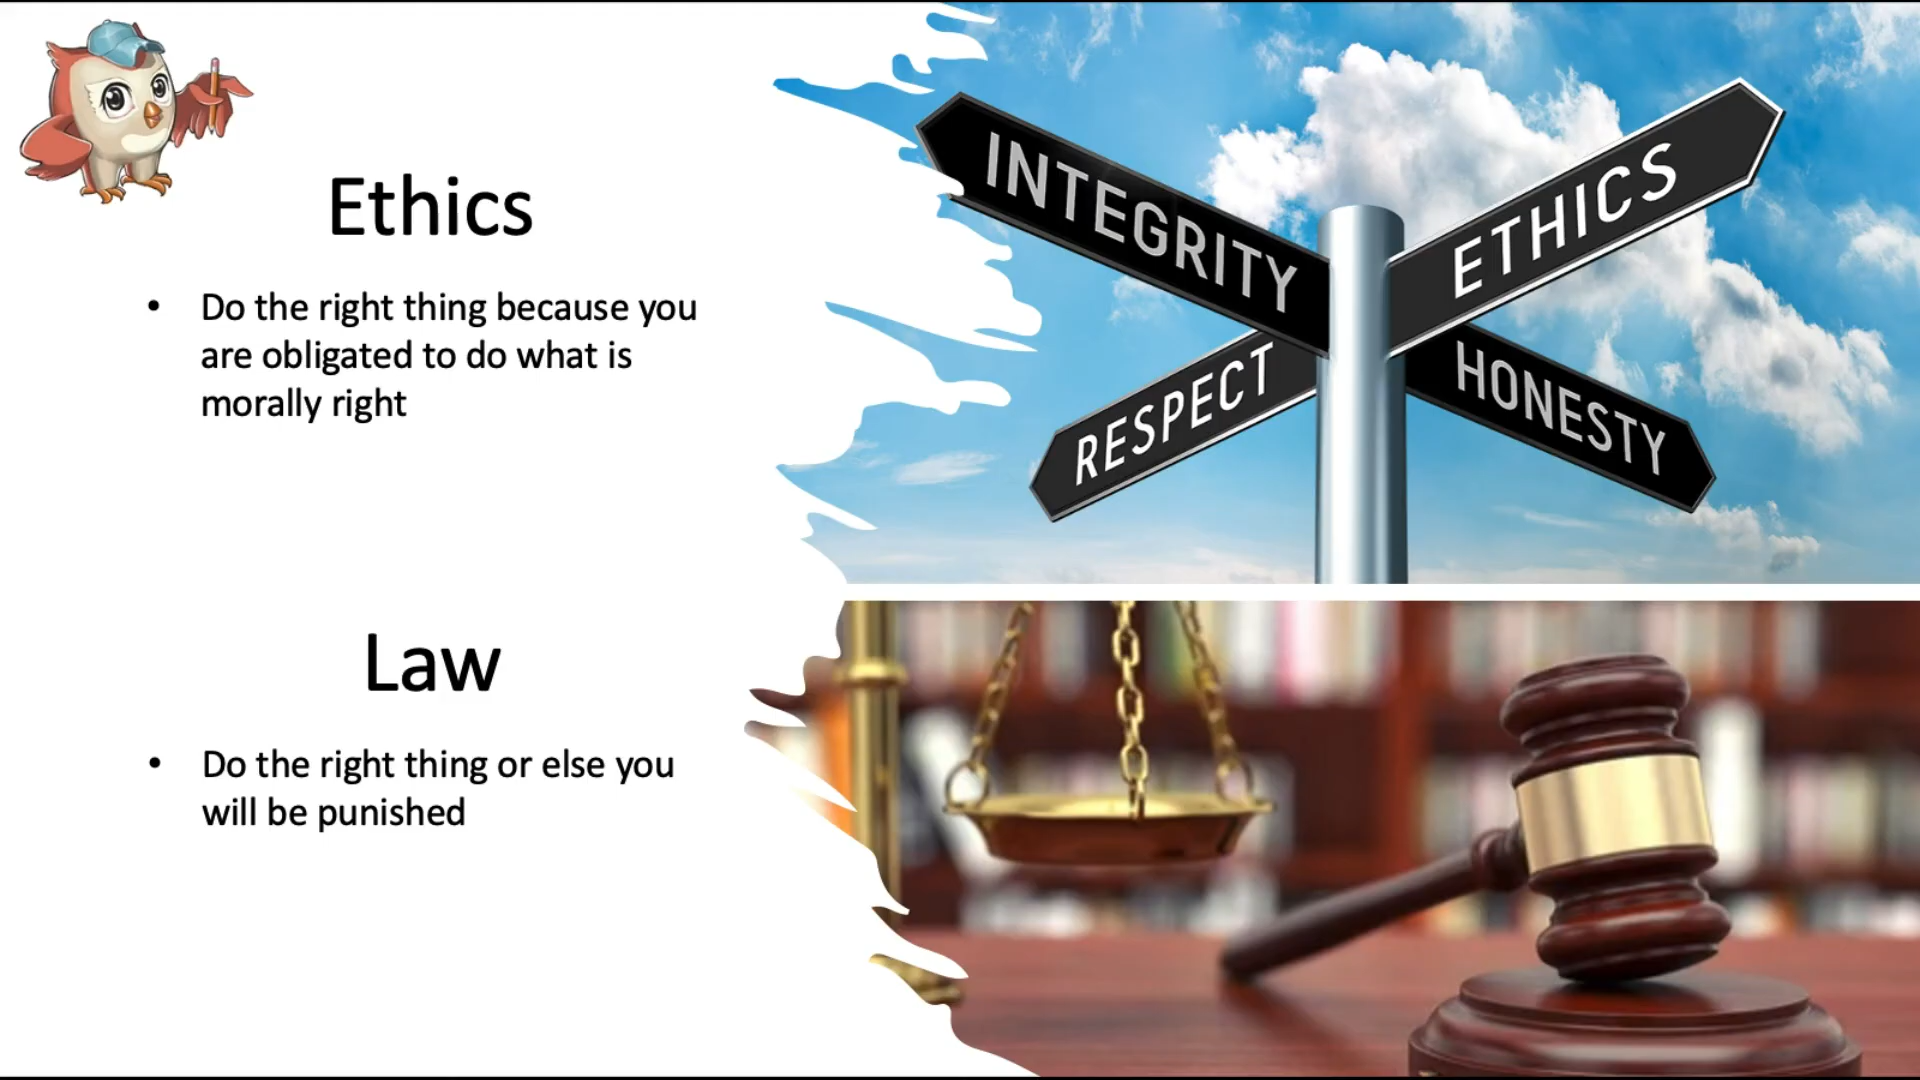 Ethics
• Do the right thing because you
are obligated to do what is
morally right
INTEGRITY
ETHICS
RESPECT
HONESTY
Law
• Do the right thing or else you
will be punished